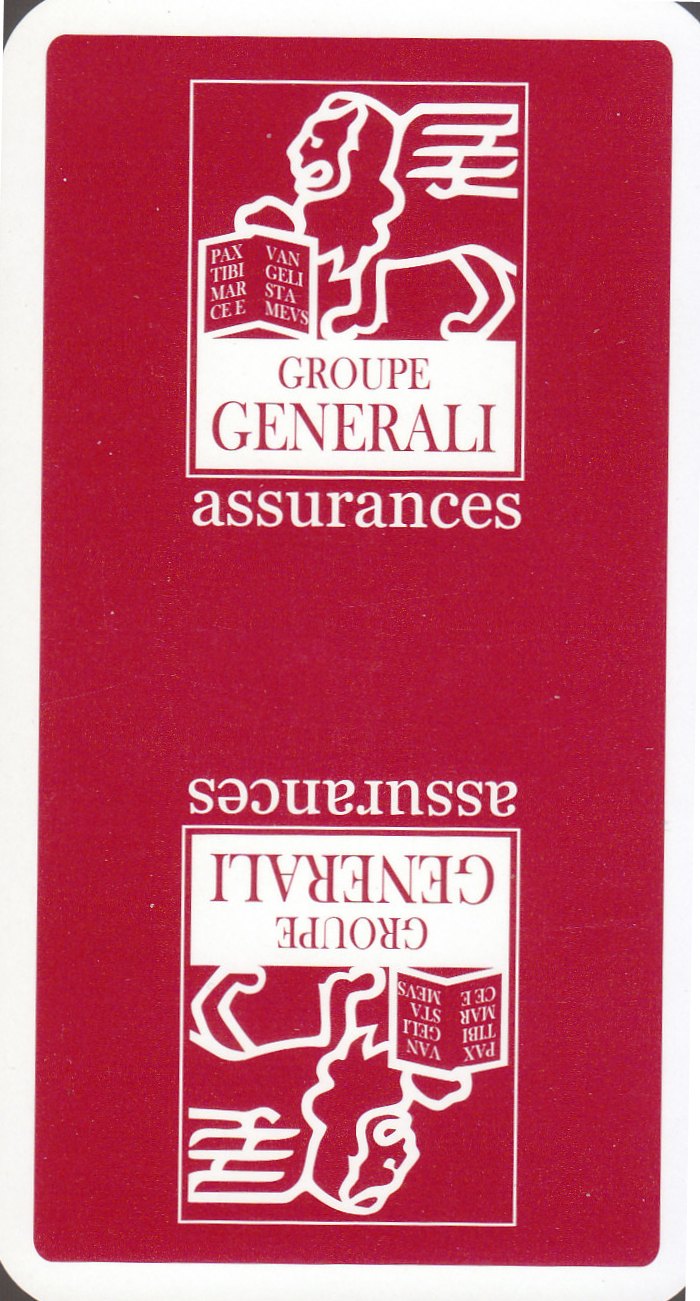 PAX VAN
TIBI GELI
MAR STA
CE E MEVS
GROUPE
GENERALI
assurances
assurances
GENERALI
GROUPE
PAX VAN
TIBI GELI
MAR STA
CE E MEVS